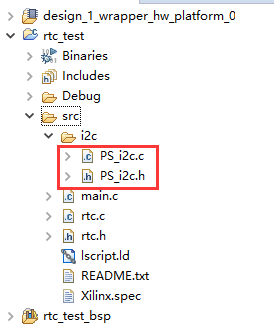 design_1_wrapper_hw_platform_0
rtc_test
Binaries
Includes
Debug
src
i2c
PS_i2c.c
PS_i2c.h
main.c
rtc.c
rtc.h
lscript.ld
README.txt
Xilinx.spec
rtc_test_bsp